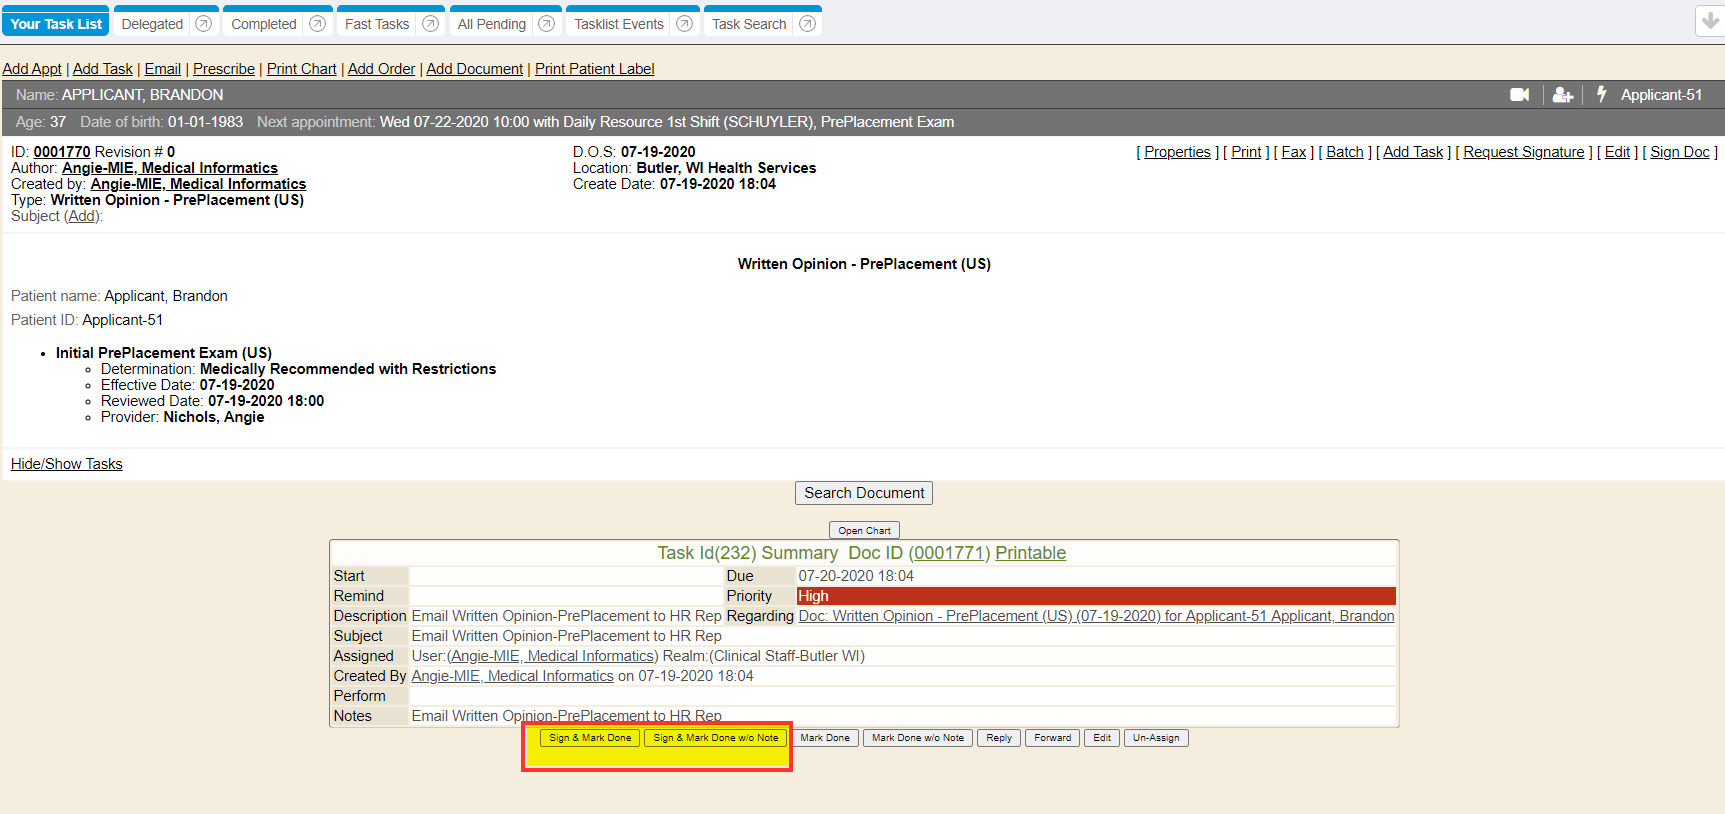 Your Task List Delegated Completed Fast Tasks All Pending Tasklist Events Task Search
Add Appt | Add Task | Email | Prescribe | Print Chart | Add Order | Add Document | Print Patient Label
Name: APPLICANT, BRANDON Applicant-51
Age: 37 Date of birth: 01-01-1983 Next appointment: Wed 07-22-2020 10:00 with Daily Resource 1st Shift (SCHUYLER), PrePlacement Exam
ID: 0001770 Revision # 0 D.O.S: 07-19-2020 [ Properties ] [ Print ] [ Fax ] [ Batch ] [ Add Task ] [ Request Signature ] [ Edit ] [ Sign Doc ]
Author: Angie-MIE, Medical Informatics Location: Butler, WI Health Services
Created by: Angie-MIE, Medical Informatics Create Date: 07-19-2020 18:04
Type: Written Opinion - PrePlacement (US)
Subject (Add):
Written Opinion - PrePlacement (US)
Patient name: Applicant, Brandon
Patient ID: Applicant-51
• Initial PrePlacement Exam (US)
◦ Determination: Medically Recommended with Restrictions
◦ Effective Date: 07-19-2020
◦ Reviewed Date: 07-19-2020 18:00
◦ Provider: Nichols, Angie
Hide/Show Tasks
Search Document
Open Chart
Task Id(232) Summary Doc ID (0001771) Printable
Start Due 07-20-2020 18:04
Remind Priority High
Description Email Written Opinion-PrePlacement to HR Rep Regarding Doc: Written Opinion - PrePlacement (US) (07-19-2020) for Applicant-51 Applicant, Brandon
Subject Email Written Opinion-PrePlacement to HR Rep
Assigned User:(Angie-MIE, Medical Informatics) Realm:(Clinical Staff-Butler WI)
Created By Angie-MIE, Medical Informatics on 07-19-2020 18:04
Perform
Notes Email Written Opinion-PrePlacement to HR Rep
Sign & Mark Done Sign & Mark Done w/o Note Mark Done Mark Done w/o Note Reply Forward Edit Un-Assign